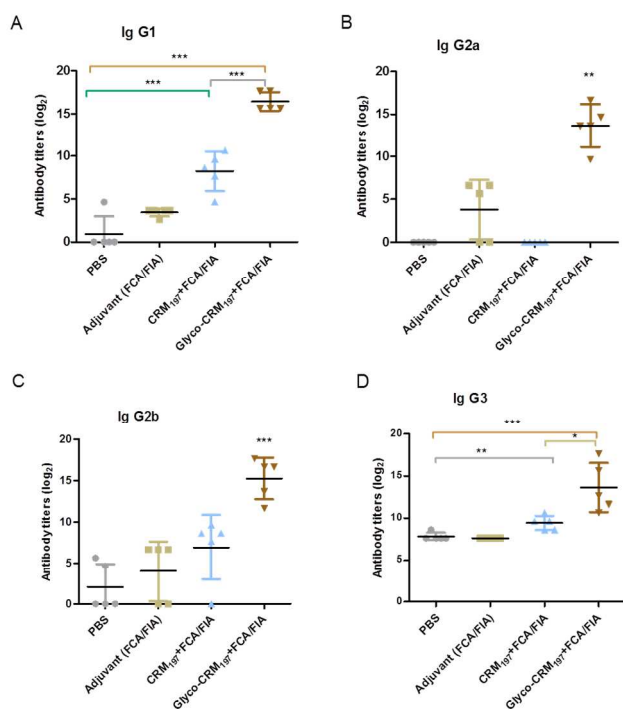 A
Ig G1
Antibody titers (log2)
20
15
10
5
0
***
***
***
PBS
Adjuvant (FCA/FIA)
CRM197+FCA/FIA
Glyco-CRM197+FCA/FIA
B
Ig G2a
Antibody titers (log2)
20
15
10
5
0
**
PBS
Adjuvant (FCA/FIA)
CRM197+FCA/FIA
Glyco-CRM197+FCA/FIA
C
Ig G2b
Antibody titers (log2)
20
15
10
5
0
***
PBS
Adjuvant (FCA/FIA)
CRM197+FCA/FIA
Glyco-CRM197+FCA/FIA
D
Ig G3
Antibody titers (log2)
20
15
10
5
0
***
**
*
PBS
Adjuvant (FCA/FIA)
CRM197+FCA/FIA
Glyco-CRM197+FCA/FIA